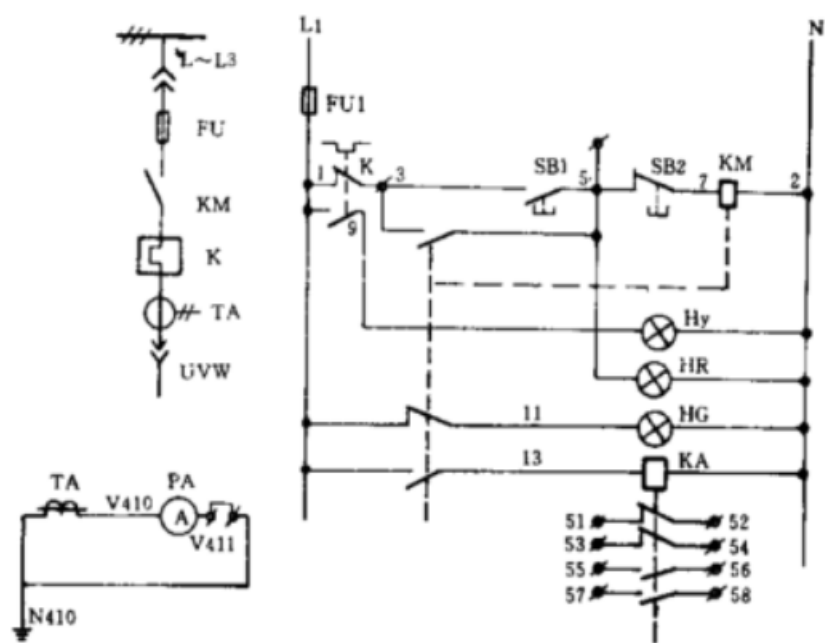 L~L3
FU
KM
K
TA
UVW
L1
N
FU1
1
K
3
SB1
5
SB2
7
KM
2
9
Hy
HR
11
HG
13
KA
51
52
53
54
55
56
57
58
TA
V410
PA
A
V411
N410